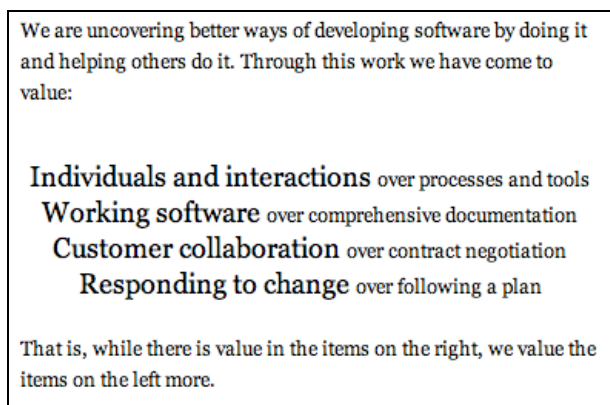 We are uncovering better ways of developing software by doing it
and helping others do it. Through this work we have come to
value:
Individuals and interactions over processes and tools
Working software over comprehensive documentation
Customer collaboration over contract negotiation
Responding to change over following a plan
That is, while there is value in the items on the right, we value the
items on the left more.